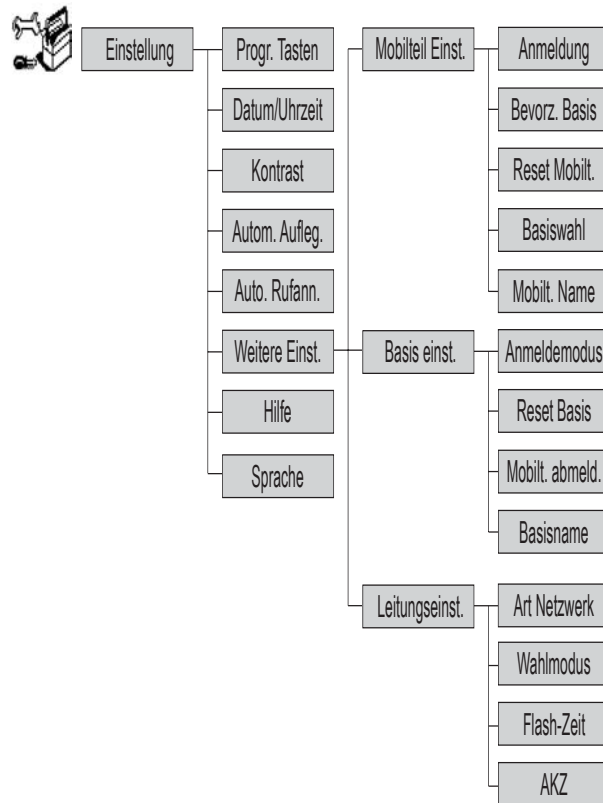 Einstellung
Progr. Tasten
Datum/Uhrzeit
Kontrast
Autom. Aufleg.
Auto. Rufann.
Weitere Einst.
Hilfe
Sprache
Mobilteil Einst.
Anmeldung
Bevorz. Basis
Reset Mobilt.
Basiswahl
Mobilt. Name
Basis einst.
Anmeldemodus
Reset Basis
Mobilt. abmeld.
Basisname
Leitungseinst.
Art Netzwerk
Wahlmodus
Flash-Zeit
AKZ